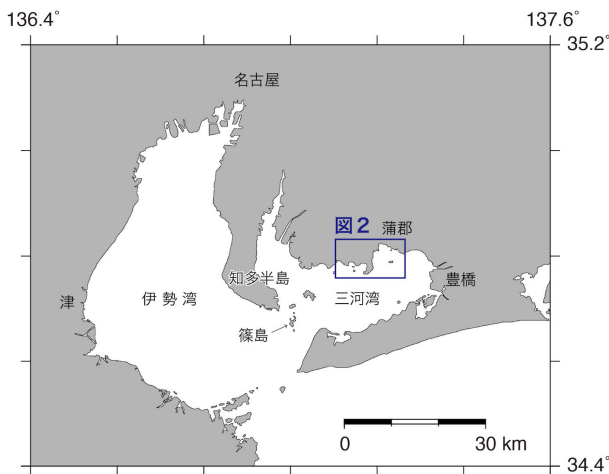 136.4°
137.6°
35.2°
名古屋
図2
蒲郡
知多半島
豊橋
津
伊勢湾
三河湾
篠島
0
30 km
34.4°